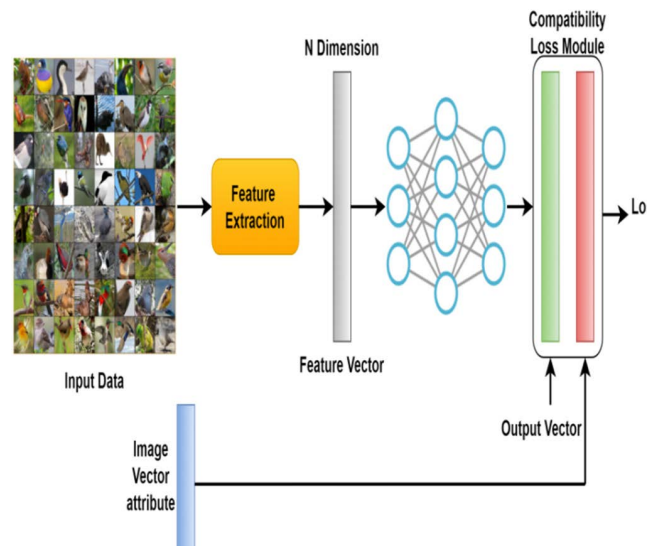 Compatibility
Loss Module
N Dimension
Feature
Extraction
Lo
Feature Vector
Input Data
Output Vector
Image
Vector
attribute